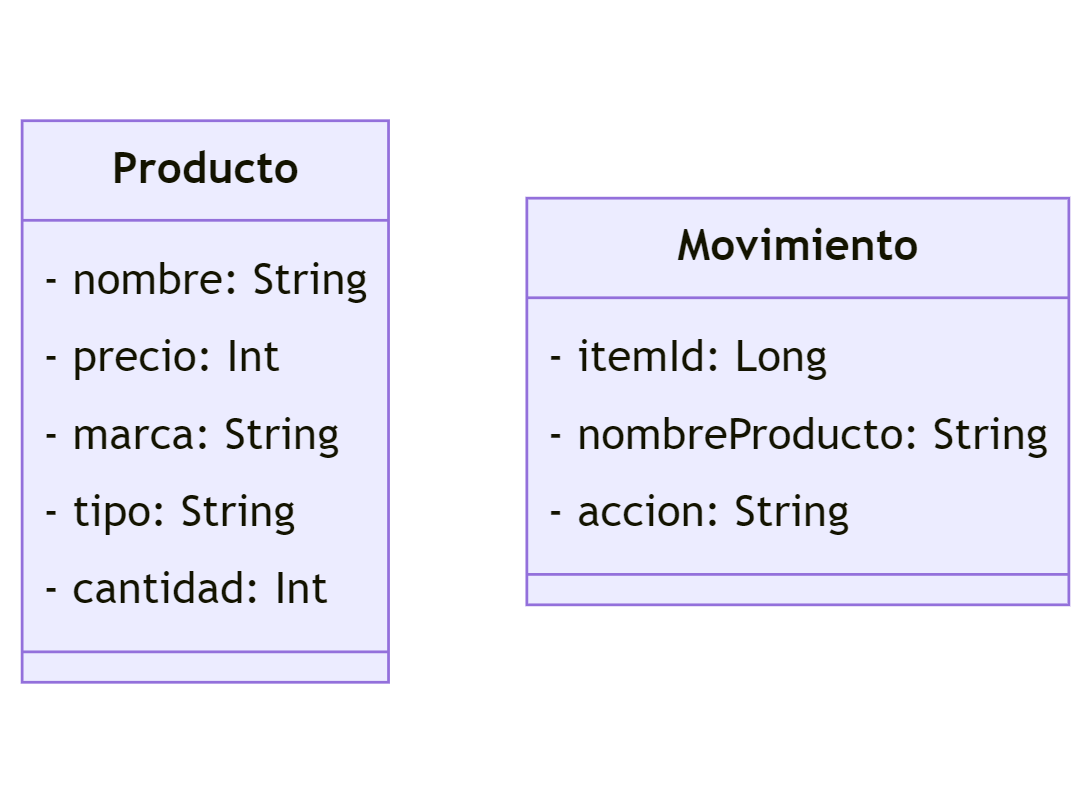 Producto
- nombre: String
- precio: Int
- marca: String
- tipo: String
- cantidad: Int
Movimiento
- itemId: Long
- nombreProducto: String
- accion: String